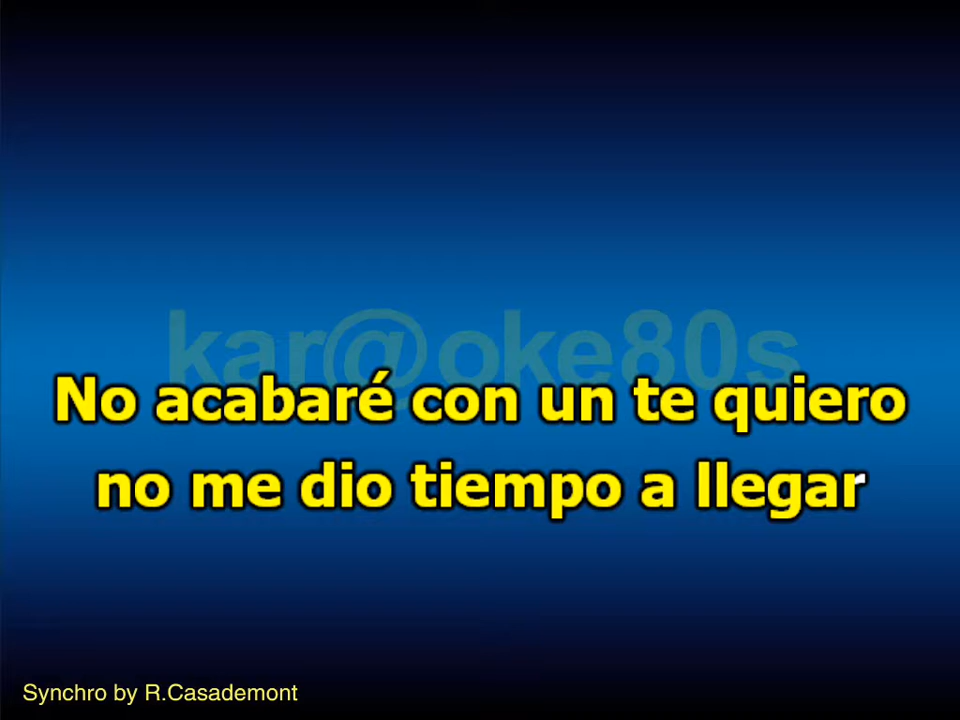 kar@oke80s
No acabaré con un te quiero
no me dio tiempo a llegar
Synchro by R.Casademont